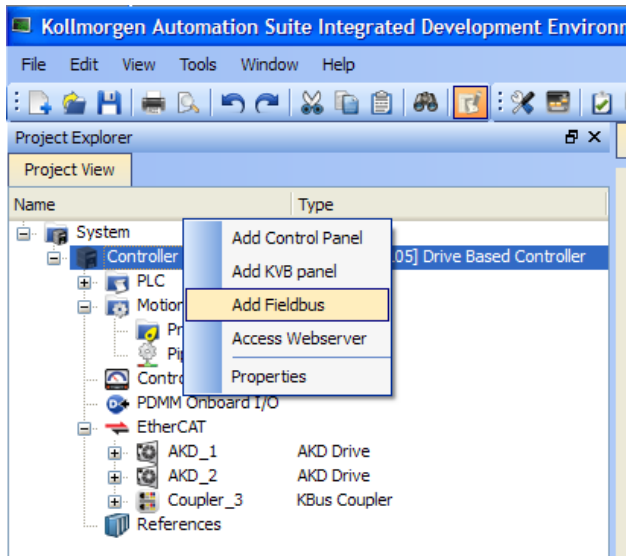 Kollmorgen Automation Suite Integrated Development
File Edit View Tools Window Help
Project Explorer
Project View
Name Type
System
Controller .05] Drive Based Controller
Add Control Panel
Add KVB panel
PLC
Add Fieldbus
Motion
Access Webserver
Properties
PDMM Onboard I/O
EtherCAT
AKD_1 AKD Drive
AKD_2 AKD Drive
Coupler_3 KBus Coupler
References